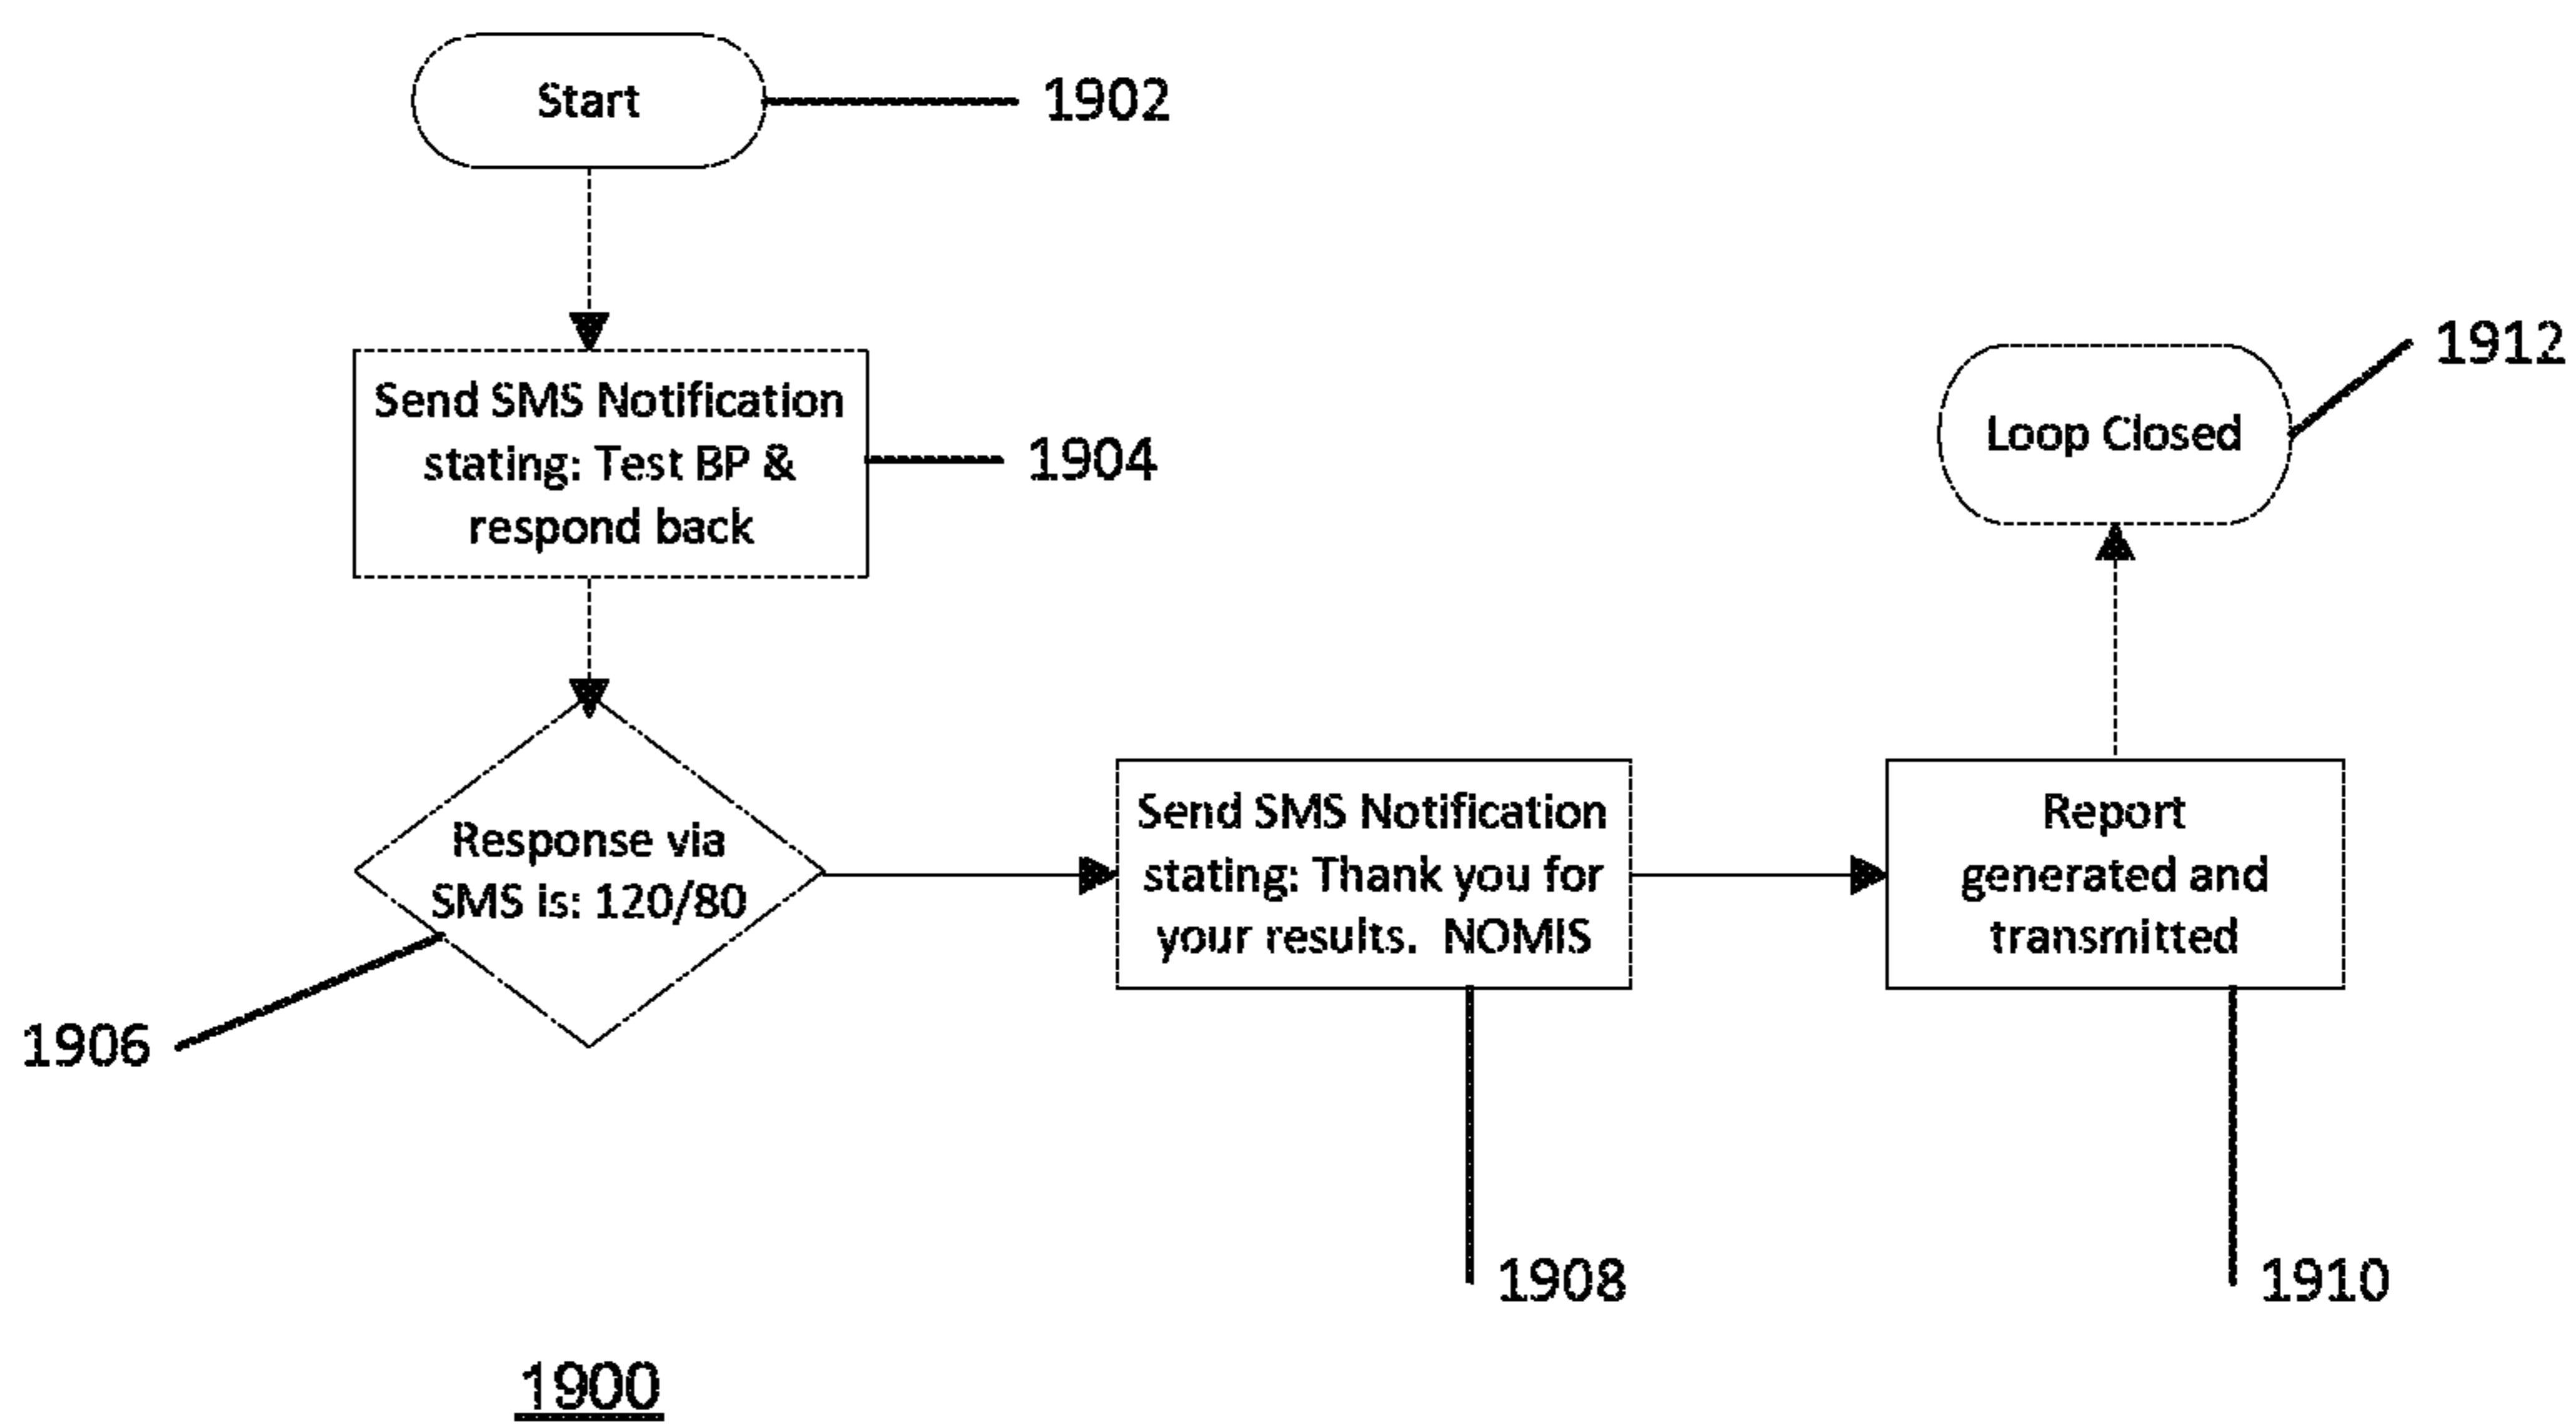 Start
1902
Send SMS Notification
stating: Test BP &
respond back
1904
1912
Loop Closed
Response via
SMS is: 120/80
1906
Send SMS Notification
stating: Thank you for
your results.  NOMIS
1908
Report
generated and
transmitted
1910
1900